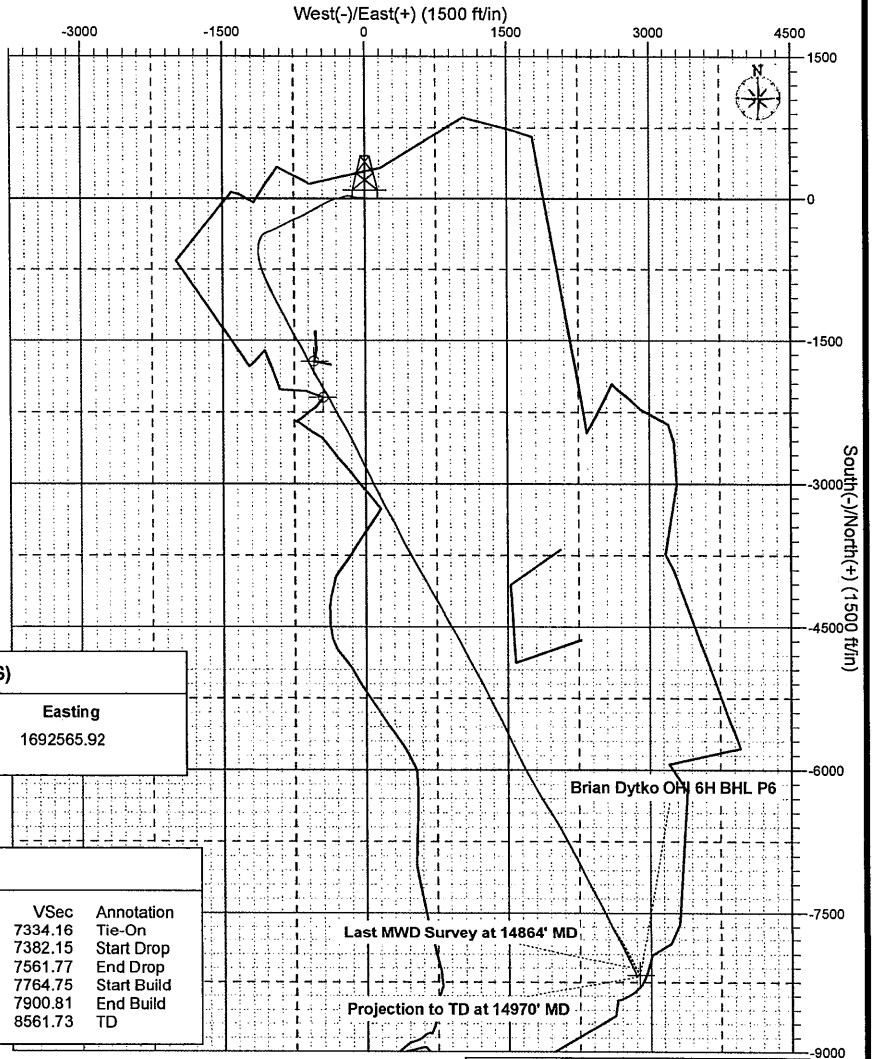 West(-)/East(+) (1500 ft/in)
-3000 -1500 0 1500 3000 4500
1500
N
0
-1500
-3000
South(-)/North(+) (1500 ft/in)
-4500
Easting
1692565.92
-6000
Brian Dytko OHI 6H BHL P6
VSec Annotation
7334.16 Tie-On
7382.15 Start Drop
7561.77 End Drop
7764.75 Start Build
7900.81 End Build
8561.73 TD
-7500
Last MWD Survey at 14864' MD
Projection to TD at 14970' MD
-9000